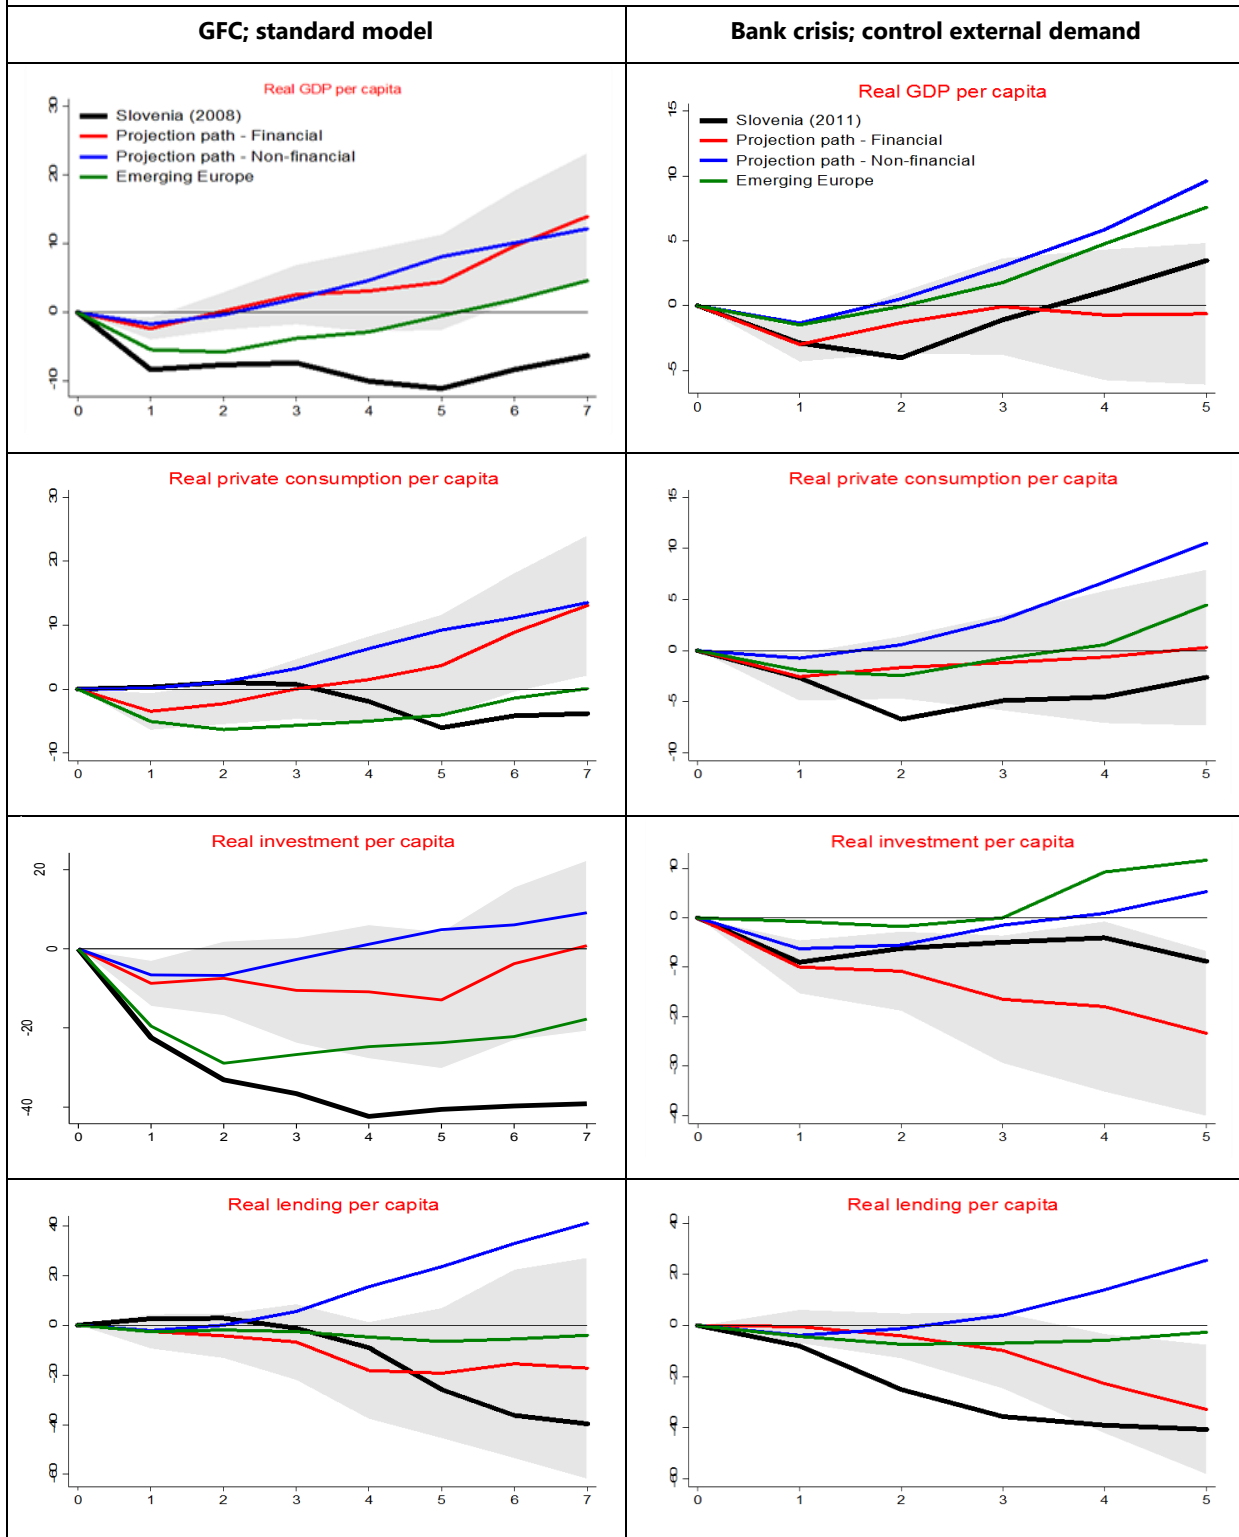 GFC; standard model
Bank crisis; control external demand
Real GDP per capita
30
20
10
0
-10
Slovenia (2008)
Projection path - Financial
Projection path - Non-financial
Emerging Europe
0 1 2 3 4 5 6 7
Real GDP per capita
15
10
5
0
-5
Slovenia (2011)
Projection path - Financial
Projection path - Non-financial
Emerging Europe
0 1 2 3 4 5
Real private consumption per capita
30
20
10
0
-10
0 1 2 3 4 5 6 7
Real private consumption per capita
15
10
5
0
-5
-10
0 1 2 3 4 5
Real investment per capita
20
0
-20
-40
0 1 2 3 4 5 6 7
Real investment per capita
10
0
-10
-20
-30
-40
0 1 2 3 4 5
Real lending per capita
40
20
0
-20
-40
-60
0 1 2 3 4 5 6 7
Real lending per capita
40
20
0
-20
-40
-60
0 1 2 3 4 5